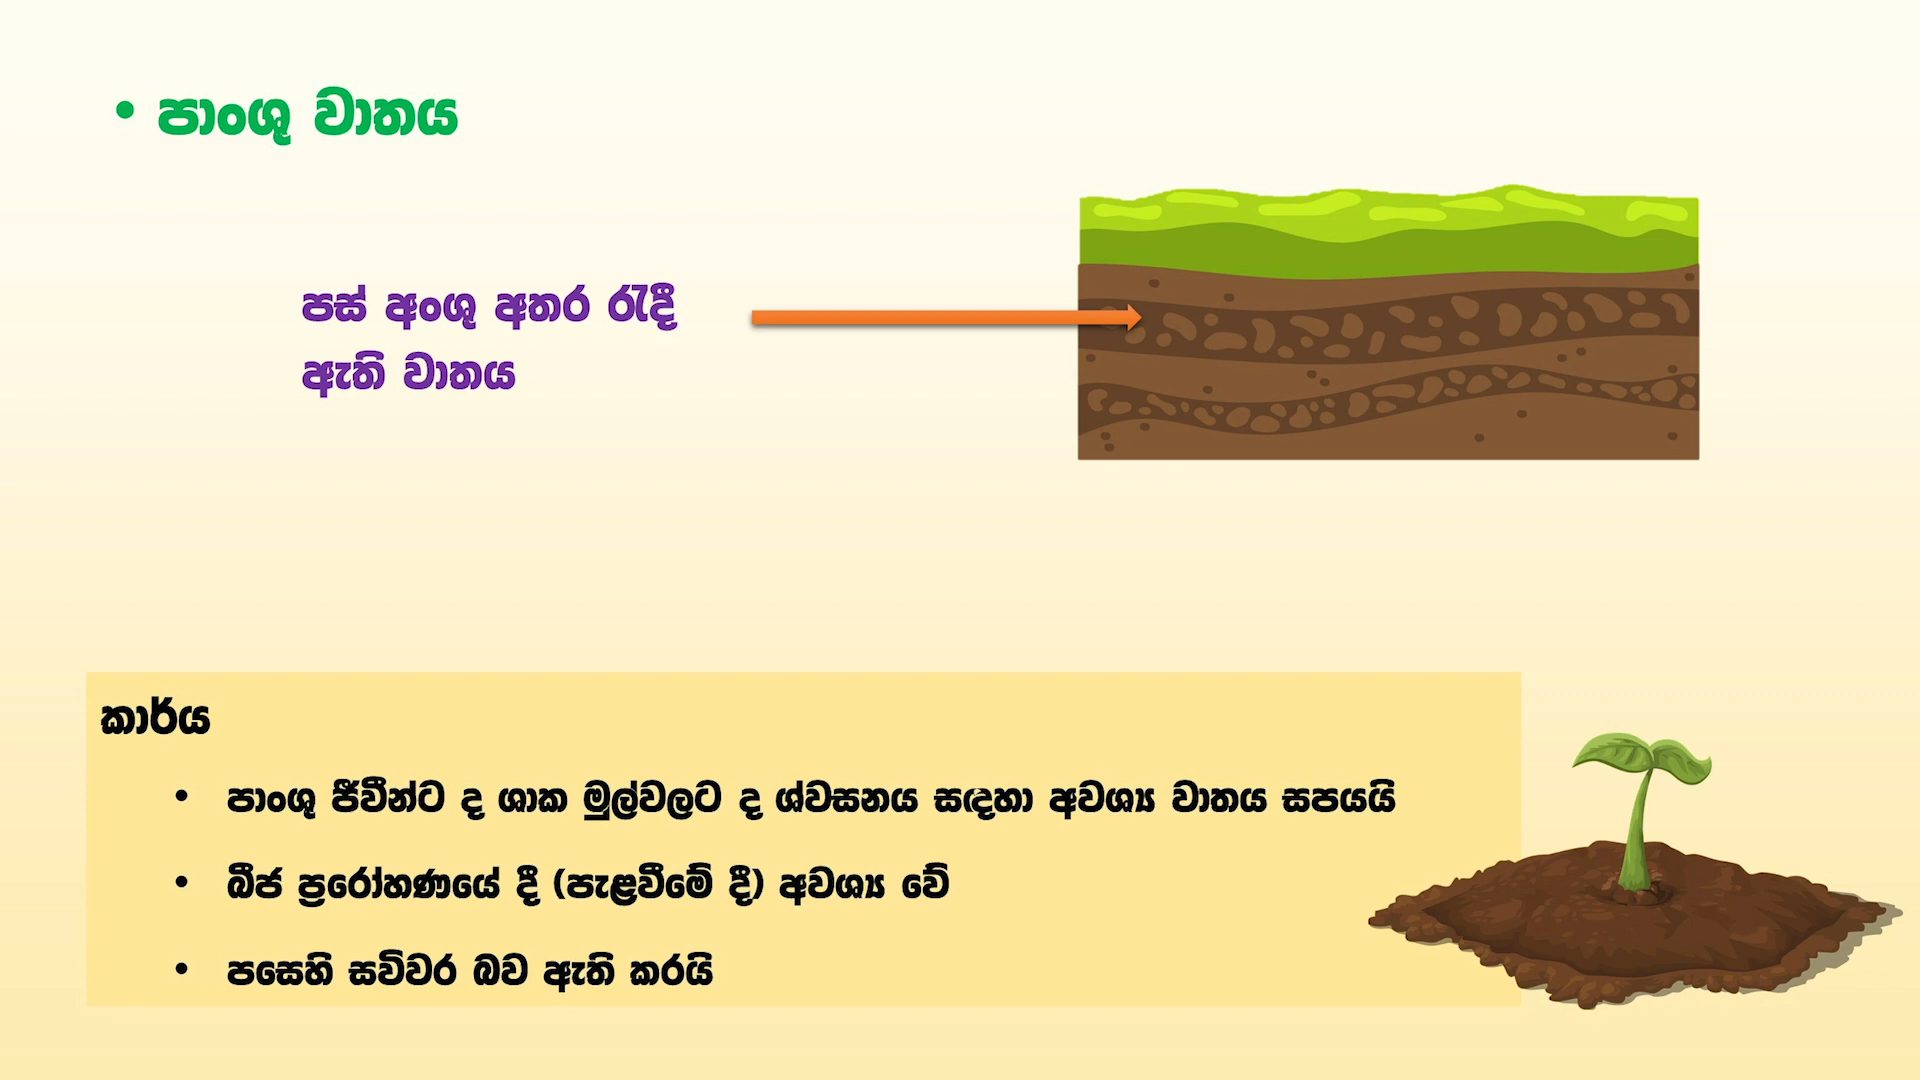 • පාංශු වාතය
පස් අංශු අතර රැදී
ඇති වාතය
කාර්ය
• පාංශු ජීවීන්ට ද ශාක මුල්වලට ද ශ්වසනය සඳහා අවශ්‍ය වාතය සපයයි
• බීජ ප්‍රරෝහණයේ දී (පැළවීමේ දී) අවශ්‍ය වේ
• පසෙහි සවිවර බව ඇති කරයි